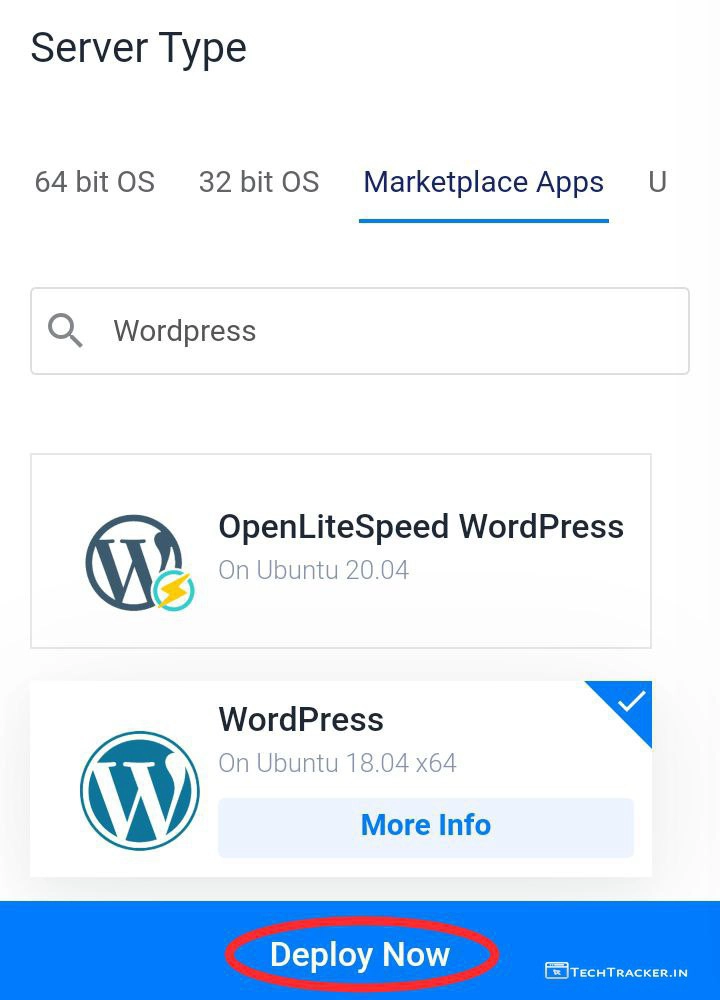 Server Type
64 bit OS 32 bit OS Marketplace Apps U
Wordpress
OpenLiteSpeed WordPress
On Ubuntu 20.04
WordPress
On Ubuntu 18.04 x64
More Info
Deploy Now
TECHTRACKER.IN